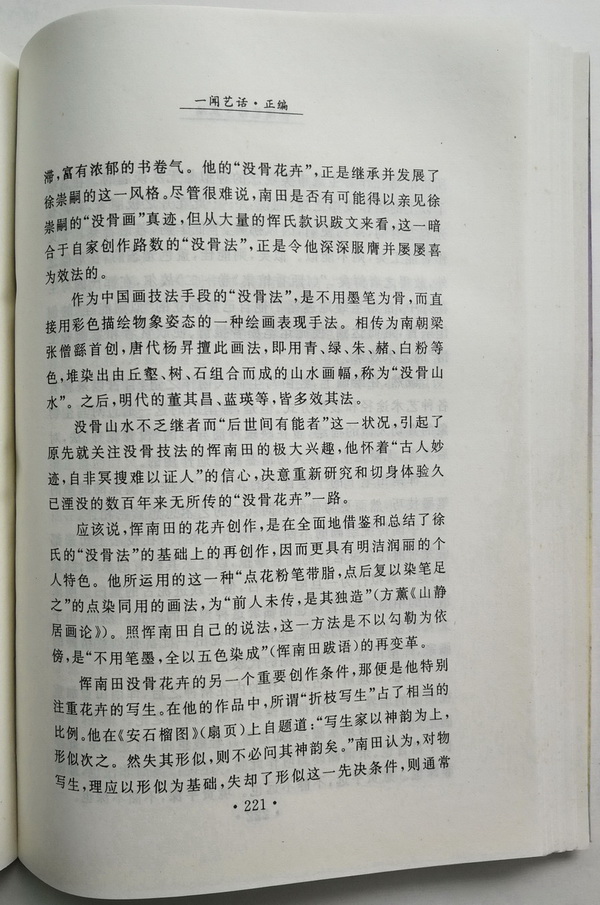 一闻艺话·正编
滞,富有浓郁的书卷气。他的“没骨花卉”,正是继承并发展了
徐崇嗣的这一风格。尽管很难说,南田是否有可能得以亲见徐
崇嗣的“没骨画”真迹,但从大量的恽氏款识跋文来看,这一暗
合于自家创作路数的“没骨法”,正是令他深深服膺并屡屡喜
为效法的。
作为中国画技法手段的“没骨法”,是不用墨笔为骨,而直
接用彩色描绘物象姿态的一种绘画表现手法。相传为南朝梁
张僧繇首创,唐代杨昇擅此画法,即用青、绿、朱、赭、白粉等
色,堆染出由丘壑、树、石组合而成的山水画幅,称为“没骨山
水”。之后,明代的董其昌、蓝瑛等,皆多效其法。
没骨山水不乏继者而“后世间有能者”这一状况,引起了
原先就关注没骨技法的恽南田的极大兴趣,他怀着“古人妙
迹,自非冥搜难以证人”的信心,决意重新研究和切身体验久
已湮没的数百年来无所传的“没骨花卉”一路。
应该说,恽南田的花卉创作,是在全面地借鉴和总结了徐
氏的“没骨法”的基础上的再创作,因而更具有明洁润丽的个
人特色。他所运用的这一种“点花粉笔带脂,点后复以染笔足
之”的点染同用的画法,为“前人未传,是其独造”(方薰《山静
居画论》)。照恽南田自己的说法,这一方法是不以勾勒为依
傍,是“不用笔墨,全以五色染成”(恽南田跋语)的再变革。
恽南田没骨花卉的另一个重要创作条件,那便是他特别
注重花卉的写生。在他的作品中,所谓“折枝写生”占了相当的
比例。他在《安石榴图》(扇页)上自题道:“写生家以神韵为上,
形似次之。然失其形似,则不必问其神韵矣。”南田认为,对物
写生,理应以形似为基础,失却了形似这一先决条件,则通常
·221·